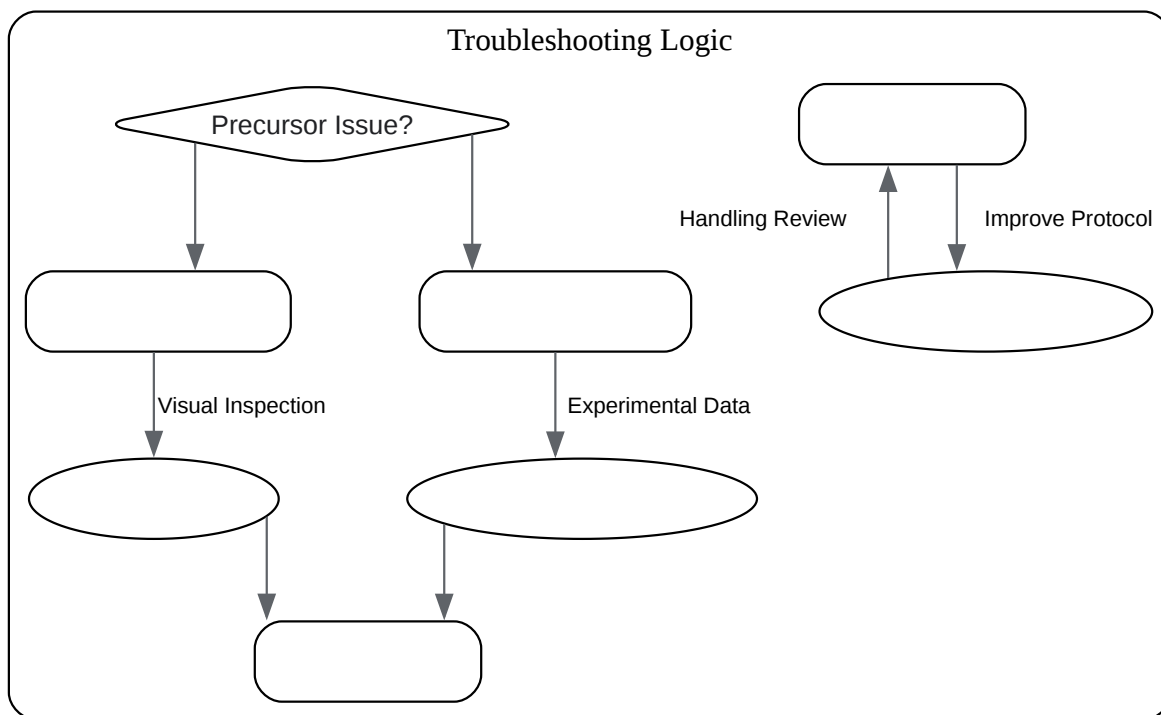 Troubleshooting Logic
Precursor Issue?
Handling Review
Improve Protocol
Visual Inspection
Experimental Data